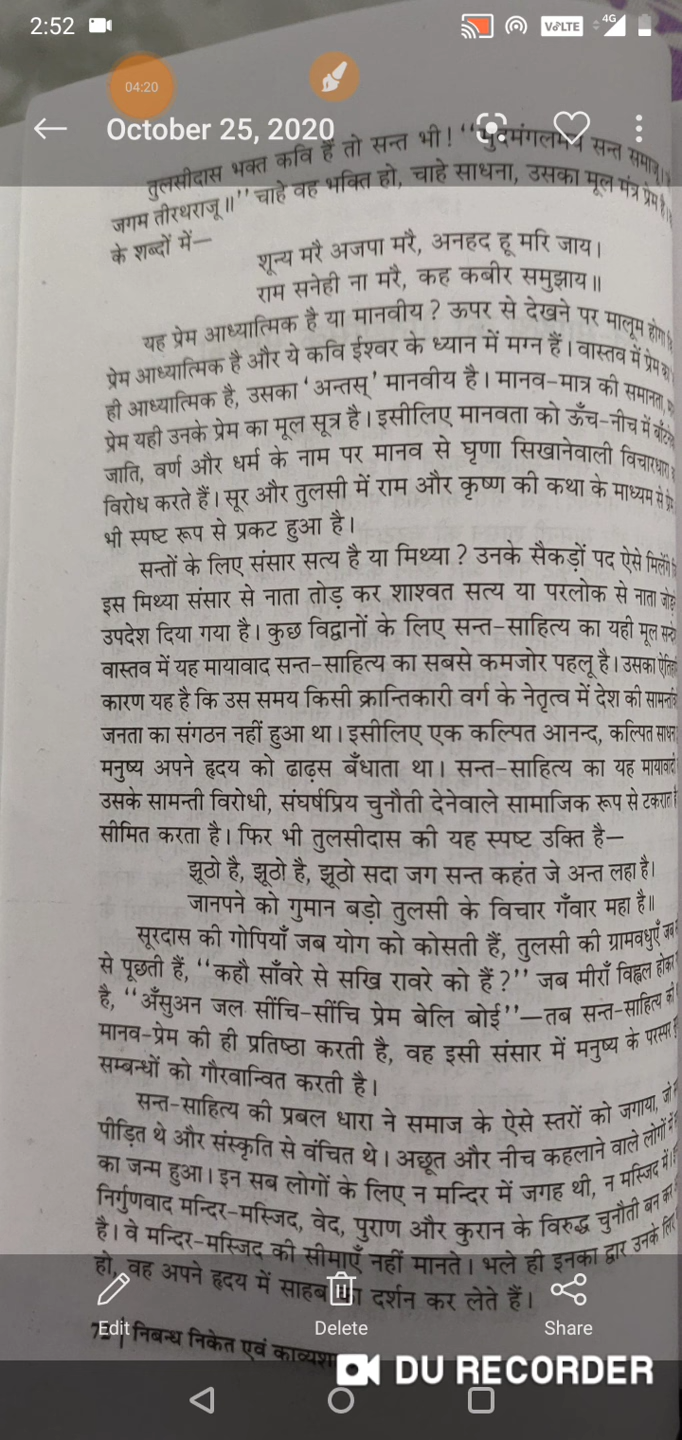 2:52
VoLTE 4G
04:20
October 25, 2020
तुलसीदास भक्त कवि हैं तो सन्त भी! ‘‘मुदमंगलमय सन्त समाजू।
जगम तीरथराजू॥’’ चाहे वह भक्ति हो, चाहे साधना, उसका मूल मंत्र प्रेम है।
के शब्दों में—
शून्य मरै अजपा मरै, अनहद हू मरि जाय।
राम सनेही ना मरै, कह कबीर समुझाय॥
यह प्रेम आध्यात्मिक है या मानवीय? ऊपर से देखने पर मालूम होगा
प्रेम आध्यात्मिक है और ये कवि ईश्वर के ध्यान में मग्न हैं। वास्तव में प्रेम का
ही आध्यात्मिक है, उसका ‘अन्तस्’ मानवीय है। मानव-मात्र की समानता,
प्रेम यही उनके प्रेम का मूल सूत्र है। इसीलिए मानवता को ऊँच-नीच में
जाति, वर्ण और धर्म के नाम पर मानव से घृणा सिखानेवाली विचारधारा
विरोध करते हैं। सूर और तुलसी में राम और कृष्ण की कथा के माध्यम से
भी स्पष्ट रूप से प्रकट हुआ है।
सन्तों के लिए संसार सत्य है या मिथ्या? उनके सैकड़ों पद ऐसे मिलेंगे
इस मिथ्या संसार से नाता तोड़ कर शाश्वत सत्य या परलोक से नाता
उपदेश दिया गया है। कुछ विद्वानों के लिए सन्त-साहित्य का यही मूल
वास्तव में यह मायावाद सन्त-साहित्य का सबसे कमजोर पहलू है। उसका
कारण यह है कि उस समय किसी क्रान्तिकारी वर्ग के नेतृत्व में देश की
जनता का संगठन नहीं हुआ था। इसीलिए एक कल्पित आनन्द, कल्पित
मनुष्य अपने हृदय को ढाढ़स बँधाता था। सन्त-साहित्य का यह
उसके सामन्ती विरोधी, संघर्षप्रिय चुनौती देनेवाले सामाजिक रूप से
सीमित करता है। फिर भी तुलसीदास की यह स्पष्ट उक्ति है—
झूठो है, झूठो है, झूठो सदा जग सन्त कहंत जे अन्त लहा है।
जानपने को गुमान बड़ो तुलसी के विचार गँवार महा है॥
सूरदास की गोपियाँ जब योग को कोसती हैं, तुलसी की ग्रामवधुएँ जब
से पूछती हैं, ‘‘कहौ साँवरे से सखि रावरे को हैं?’’ जब मीराँ विह्वल होकर
है, ‘‘अँसुअन जल सींचि-सींचि प्रेम बेलि बोई’’—तब सन्त-साहित्य की
मानव-प्रेम की ही प्रतिष्ठा करती है, वह इसी संसार में मनुष्य के परस्पर
सम्बन्धों को गौरवान्वित करती है।
सन्त-साहित्य की प्रबल धारा ने समाज के ऐसे स्तरों को जगाया, जो
पीड़ित थे और संस्कृति से वंचित थे। अछूत और नीच कहलाने वाले लोगों में
का जन्म हुआ। इन सब लोगों के लिए न मन्दिर में जगह थी, न मस्जिद में।
निर्गुणवाद मन्दिर-मस्जिद, वेद, पुराण और कुरान के विरुद्ध चुनौती बन कर
है। वे मन्दिर-मस्जिद की सीमाएँ नहीं मानते। भले ही इनका द्वार उनके लिए
हो, वह अपने हृदय में साहब का दर्शन कर लेते हैं।
Edit Delete Share
निबन्ध निकेत एवं
DU RECORDER